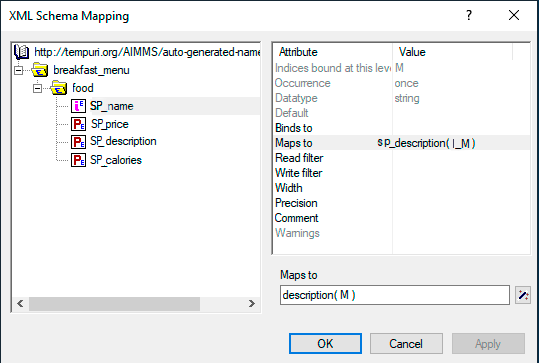 XML Schema Mapping
? ×
http://tempuri.org/AIMMS/auto-generated-name
breakfast_menu
food
SP_name
SP_price
SP_description
SP_calories
Attribute Value
Indices bound at this leve M
Occurrence once
Datatype string
Default
Binds to
Maps to sp_description( I_M )
Read filter
Write filter
Width
Precision
Comment
Warnings
Maps to
description( M )
OK Cancel Apply